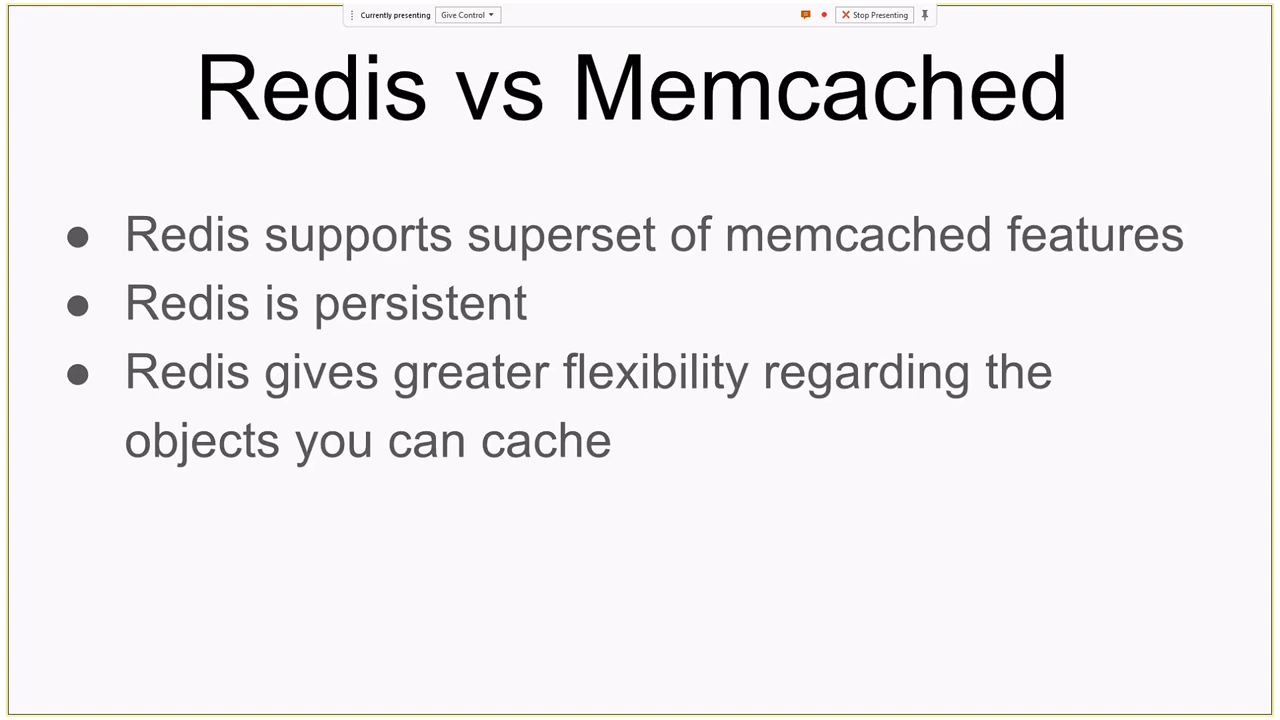 Currently presenting Give Control Stop Presenting
Redis vs Memcached
● Redis supports superset of memcached features
● Redis is persistent
● Redis gives greater flexibility regarding the
objects you can cache